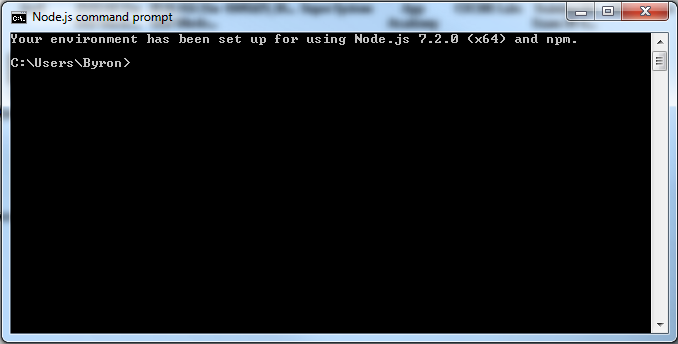 Node.js command prompt
Your environment has been set up for using Node.js 7.2.0 (x64) and npm.
C:\Users\Byron>